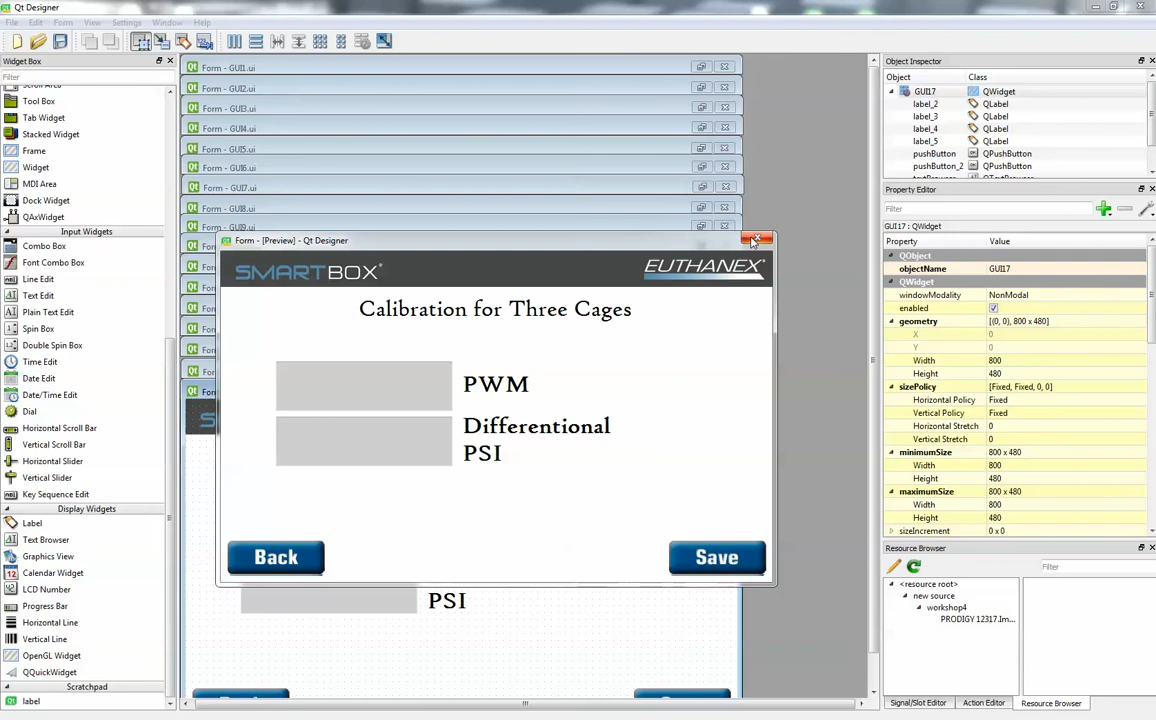 Qt Designer
File Edit Form View Settings Window Help
Widget Box
Filter
Scroll Area
Tool Box
Tab Widget
Stacked Widget
Frame
Widget
MDI Area
Dock Widget
QAxWidget
Input Widgets
Combo Box
Font Combo Box
Line Edit
Text Edit
Plain Text Edit
Spin Box
Double Spin Box
Time Edit
Date Edit
Date/Time Edit
Dial
Horizontal Scroll Bar
Vertical Scroll Bar
Horizontal Slider
Vertical Slider
Key Sequence Edit
Display Widgets
Label
Text Browser
Graphics View
Calendar Widget
LCD Number
Progress Bar
Horizontal Line
Vertical Line
OpenGL Widget
QQuickWidget
Scratchpad
label
Form - GUI1.ui
Form - GUI2.ui
Form - GUI3.ui
Form - GUI4.ui
Form - GUI5.ui
Form - GUI6.ui
Form - GUI7.ui
Form - GUI8.ui
Form - GUI9.ui
Form - [Preview] - Qt Designer
SMARTBOX®
EUTHANEX®
Calibration for Three Cages
PWM
Differentional
PSI
Back
Save
PSI
Object Inspector
Object Class
GUI17 QWidget
label_2 QLabel
label_3 QLabel
label_4 QLabel
label_5 QLabel
pushButton QPushButton
pushButton_2 QPushButton
Property Editor
Filter
GUI17 : QWidget
Property Value
QObject
objectName GUI17
QWidget
windowModality NonModal
enabled
geometry [(0, 0), 800 x 480]
X 0
Y 0
Width 800
Height 480
sizePolicy [Fixed, Fixed, 0, 0]
Horizontal Policy Fixed
Vertical Policy Fixed
Horizontal Stretch 0
Vertical Stretch 0
minimumSize 800 x 480
Width 800
Height 480
maximumSize 800 x 480
Width 800
Height 480
sizeIncrement 0 x 0
Resource Browser
Filter
<resource root>
new source
workshop4
PRODIGY 12317.Im...
Signal/Slot Editor Action Editor Resource Browser